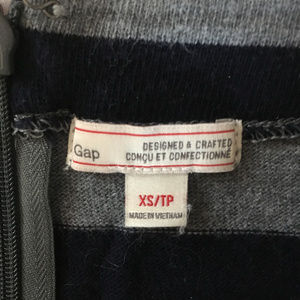 Gap
DESIGNED & CRAFTED
CONÇU ET CONFECTIONNÉ
XS/TP
MADE IN VIETNAM